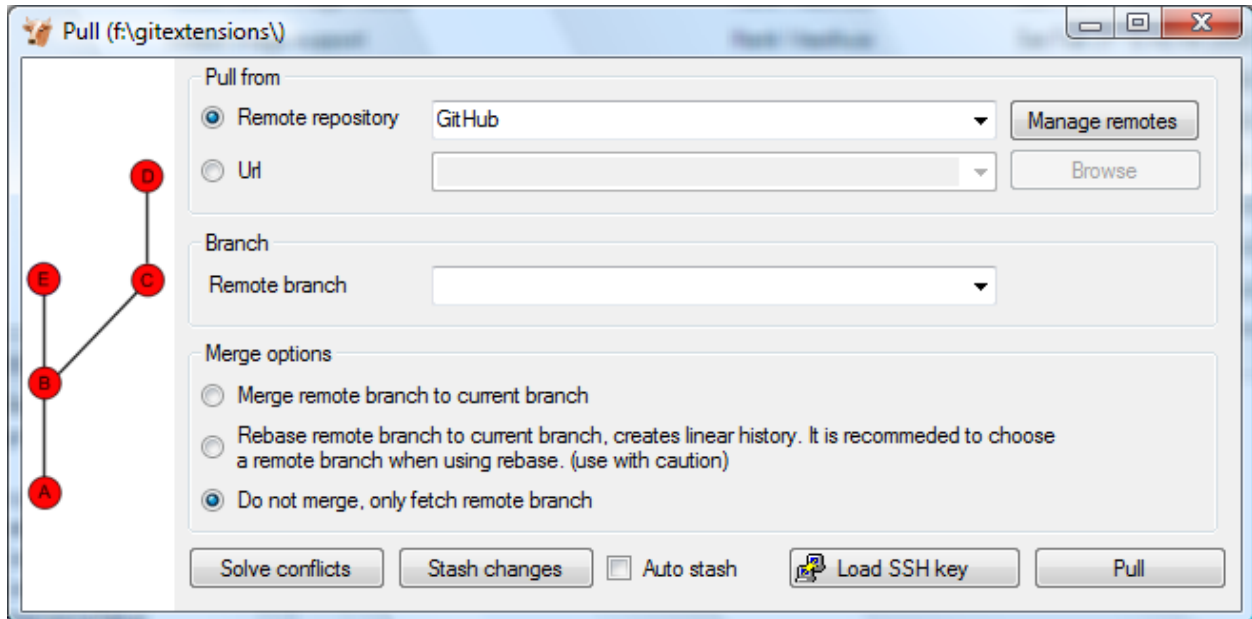 Pull (f:\gitextensions\)
Pull from
Remote repository
GitHub
Manage remotes
Url
Browse
D
Branch
E
C
Remote branch
Merge options
B
Merge remote branch to current branch
Rebase remote branch to current branch, creates linear history. It is recommeded to choose
a remote branch when using rebase. (use with caution)
A
Do not merge, only fetch remote branch
Solve conflicts
Stash changes
Auto stash
Load SSH key
Pull